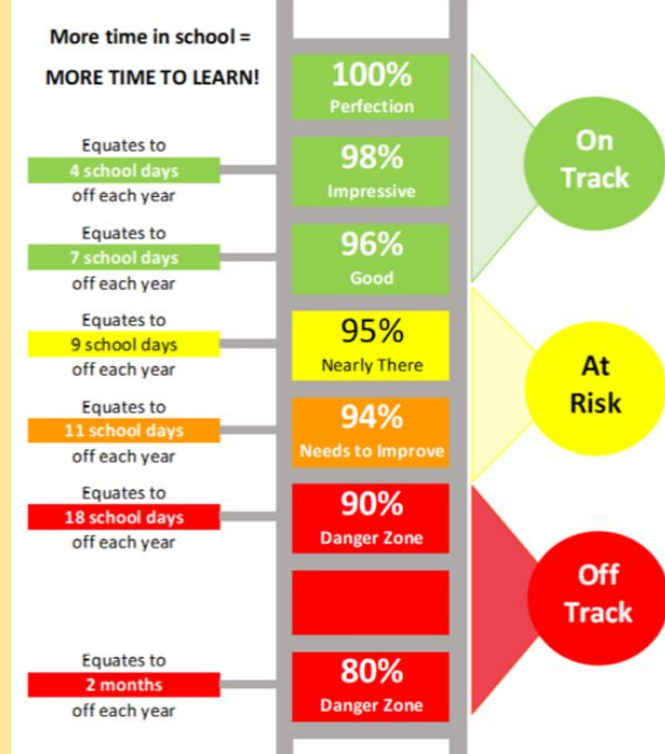 More time in school =
MORE TIME TO LEARN!
100%
Perfection
Equates to
4 school days
off each year
98%
Impressive
Equates to
7 school days
off each year
96%
Good
On
Track
Equates to
9 school days
off each year
95%
Nearly There
Equates to
11 school days
off each year
94%
Needs to Improve
At
Risk
Equates to
18 school days
off each year
90%
Danger Zone
Equates to
2 months
off each year
80%
Danger Zone
Off
Track